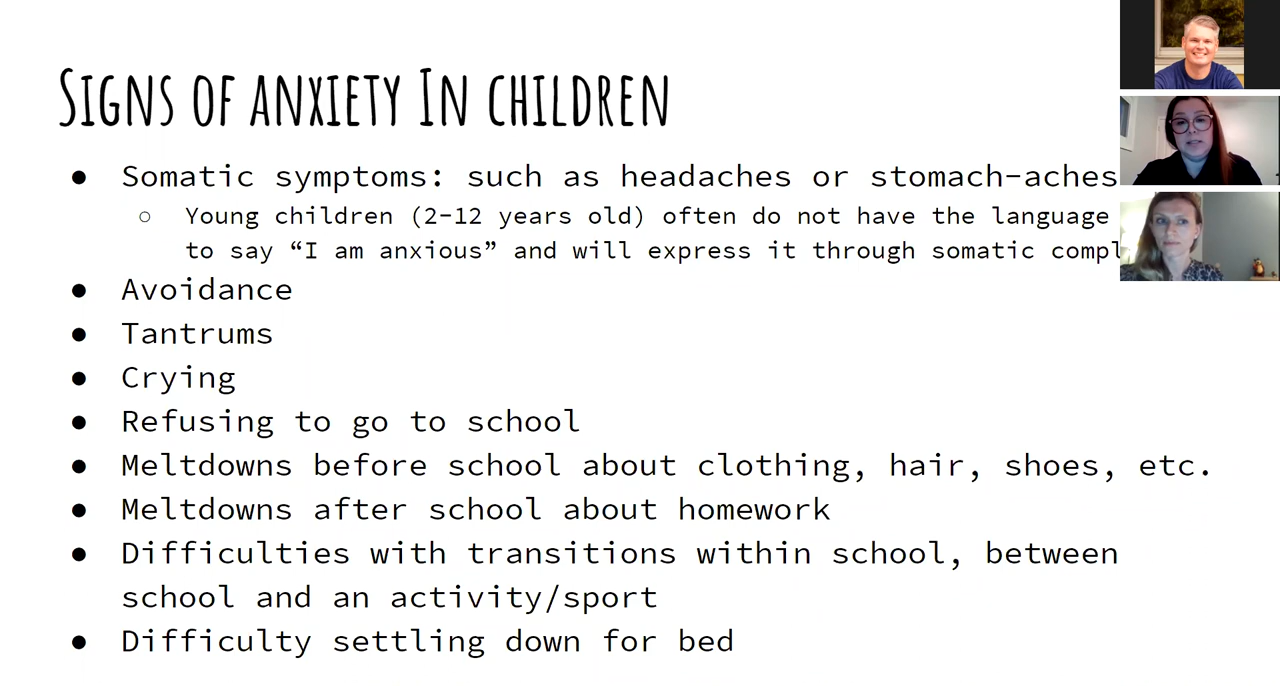 Signs of anxiety In children
● Somatic symptoms: such as headaches or stomach-aches
○ Young children (2-12 years old) often do not have the language
to say “I am anxious” and will express it through somatic
● Avoidance
● Tantrums
● Crying
● Refusing to go to school
● Meltdowns before school about clothing, hair, shoes, etc.
● Meltdowns after school about homework
● Difficulties with transitions within school, between
school and an activity/sport
● Difficulty settling down for bed